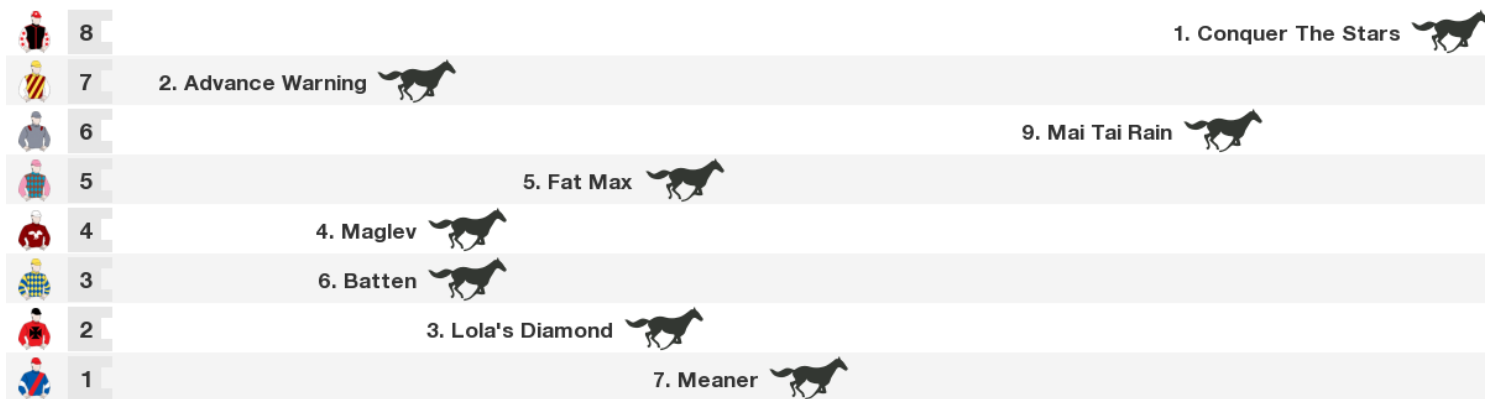 8 1. Conquer The Stars
7 2. Advance Warning
6 9. Mai Tai Rain
5 5. Fat Max
4 4. Maglev
3 6. Batten
2 3. Lola's Diamond
1 7. Meaner